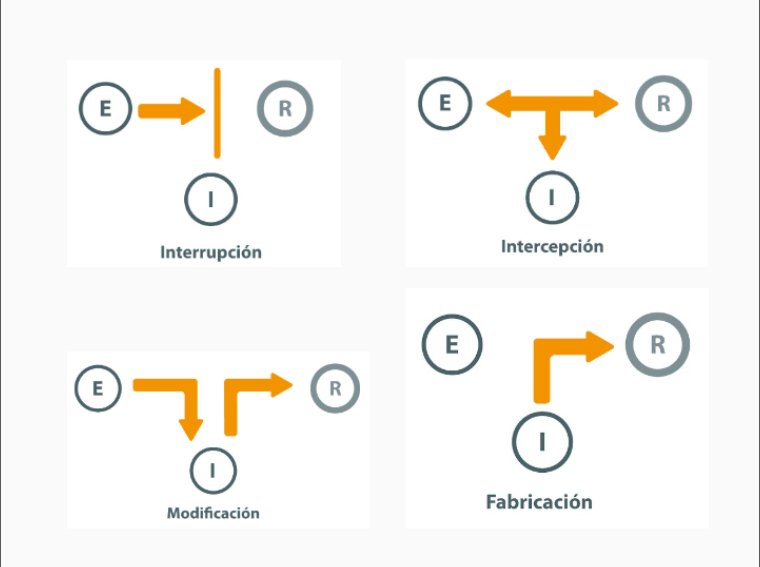 E
R
I
Interrupción
E
R
I
Intercepción
E
R
I
Modificación
E
R
I
Fabricación